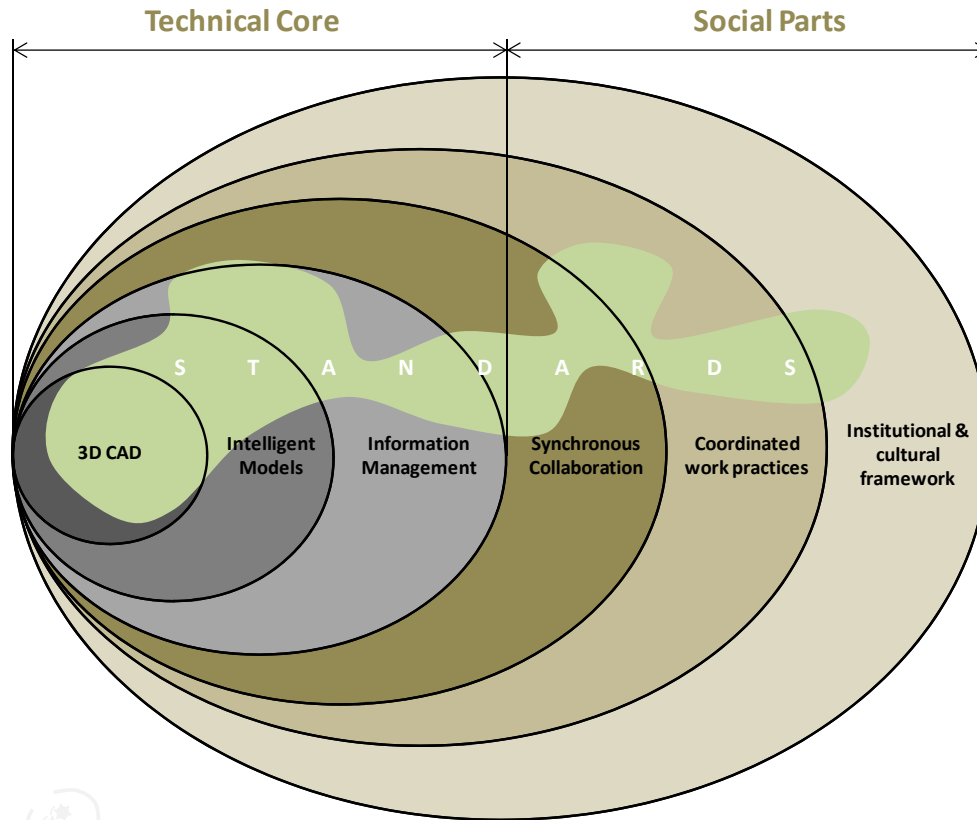 Technical Core
Social Parts
S T A N D A R D S
3D CAD
Intelligent
Models
Information
Management
Synchronous
Collaboration
Coordinated
work practices
Institutional &
cultural
framework